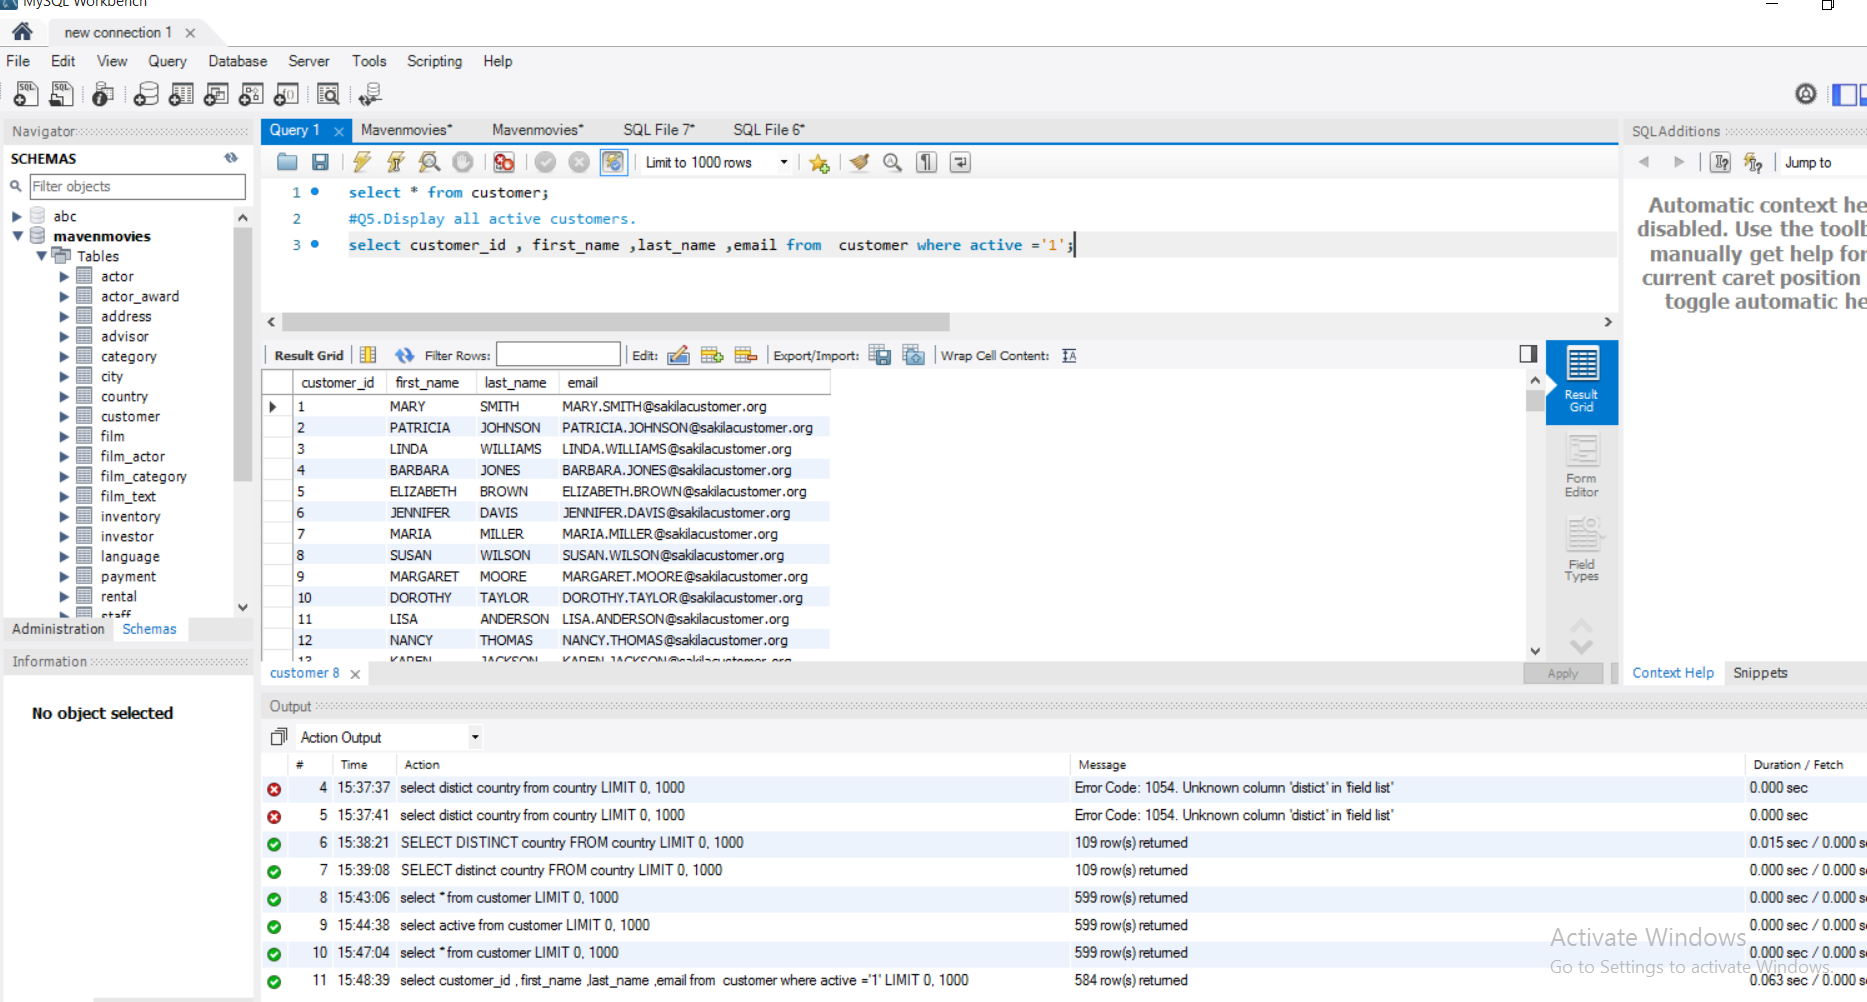 MySQL Workbench
new connection 1
File Edit View Query Database Server Tools Scripting Help
Navigator
SCHEMAS
Filter objects
abc
mavenmovies
Tables
actor
actor_award
address
advisor
category
city
country
customer
film
film_actor
film_category
film_text
inventory
investor
language
payment
rental
staff
Administration Schemas
Information
No object selected
Query 1 Mavenmovies* Mavenmovies* SQL File 7* SQL File 6*
Limit to 1000 rows
1 select * from customer;
2 #Q5.Display all active customers.
3 select customer_id , first_name ,last_name ,email from  customer where active ='1';
Result Grid Filter Rows: Edit: Export/Import: Wrap Cell Content:
customer_id first_name last_name email
1 MARY SMITH MARY.SMITH@sakilacustomer.org
2 PATRICIA JOHNSON PATRICIA.JOHNSON@sakilacustomer.org
3 LINDA WILLIAMS LINDA.WILLIAMS@sakilacustomer.org
4 BARBARA JONES BARBARA.JONES@sakilacustomer.org
5 ELIZABETH BROWN ELIZABETH.BROWN@sakilacustomer.org
6 JENNIFER DAVIS JENNIFER.DAVIS@sakilacustomer.org
7 MARIA MILLER MARIA.MILLER@sakilacustomer.org
8 SUSAN WILSON SUSAN.WILSON@sakilacustomer.org
9 MARGARET MOORE MARGARET.MOORE@sakilacustomer.org
10 DOROTHY TAYLOR DOROTHY.TAYLOR@sakilacustomer.org
11 LISA ANDERSON LISA.ANDERSON@sakilacustomer.org
12 NANCY THOMAS NANCY.THOMAS@sakilacustomer.org
13 KAREN JACKSON KAREN.JACKSON@sakilacustomer.org
Result
Grid
Form
Editor
Field
Types
customer 8
Apply
SQLAdditions
Jump to
Automatic context he
disabled. Use the toolb
manually get help for
current caret position
toggle automatic he
Context Help Snippets
Output
Action Output
# Time Action Message Duration / Fetch
4 15:37:37 select distict country from country LIMIT 0, 1000 Error Code: 1054. Unknown column 'distict' in 'field list' 0.000 sec
5 15:37:41 select distict country from country LIMIT 0, 1000 Error Code: 1054. Unknown column 'distict' in 'field list' 0.000 sec
6 15:38:21 SELECT DISTINCT country FROM country LIMIT 0, 1000 109 row(s) returned 0.015 sec / 0.000 s
7 15:39:08 SELECT distinct country FROM country LIMIT 0, 1000 109 row(s) returned 0.000 sec / 0.000 s
8 15:43:06 select * from customer LIMIT 0, 1000 599 row(s) returned 0.000 sec / 0.000 s
9 15:44:38 select active from customer LIMIT 0, 1000 599 row(s) returned 0.000 sec / 0.000 s
10 15:47:04 select * from customer LIMIT 0, 1000 599 row(s) returned 0.000 sec / 0.000 s
11 15:48:39 select customer_id , first_name ,last_name ,email from  customer where active ='1' LIMIT 0, 1000 584 row(s) returned 0.063 sec / 0.000 s
Activate Windows
Go to Settings to activate Windows.